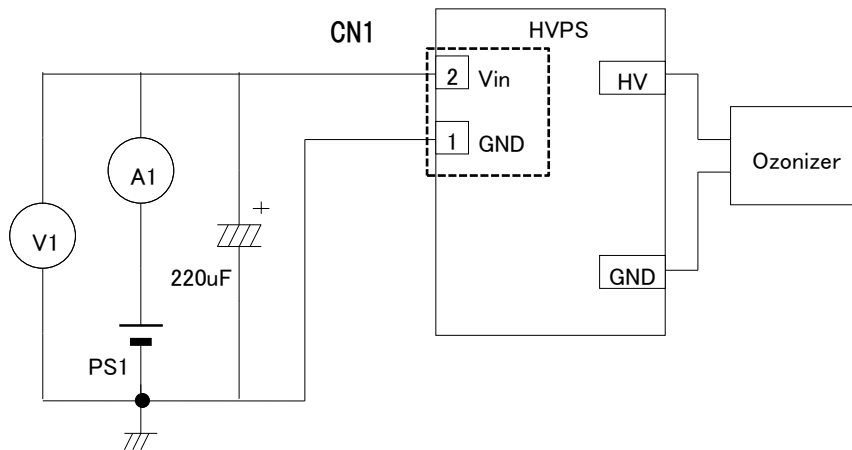 CN1
HVPS
2 Vin
HV
1 GND
A1
Ozonizer
+
V1
220uF
GND
PS1